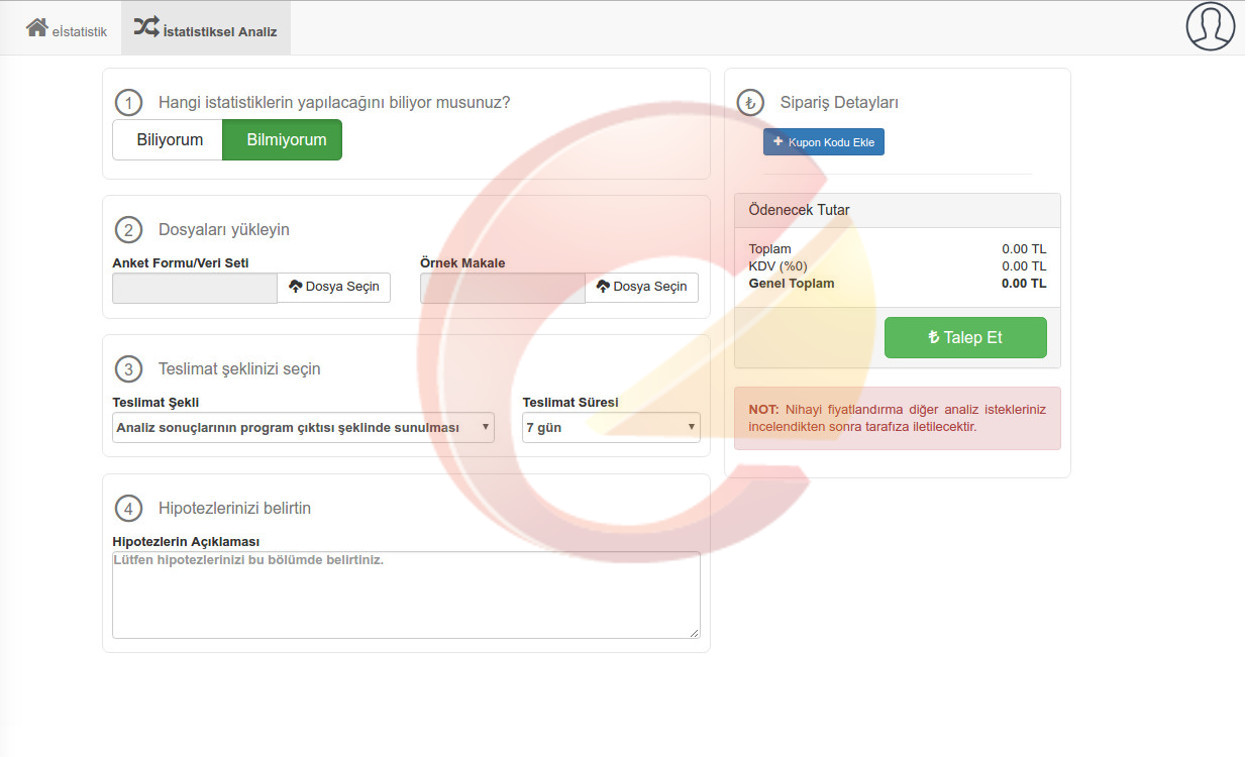 eİstatistik
İstatistiksel Analiz
1 Hangi istatistiklerin yapılacağını biliyor musunuz?
Biliyorum Bilmiyorum
2 Dosyaları yükleyin
Anket Formu/Veri Seti Örnek Makale
Dosya Seçin Dosya Seçin
3 Teslimat şeklinizi seçin
Teslimat Şekli Teslimat Süresi
Analiz sonuçlarının program çıktısı şeklinde sunulması 7 gün
4 Hipotezlerinizi belirtin
Hipotezlerin Açıklaması
Lütfen hipotezlerinizi bu bölümde belirtiniz.
₺ Sipariş Detayları
+ Kupon Kodu Ekle
Ödenecek Tutar
Toplam 0.00 TL
KDV (%0) 0.00 TL
Genel Toplam 0.00 TL
₺ Talep Et
NOT: Nihayi fiyatlandırma diğer analiz istekleriniz
incelendikten sonra tarafıza iletilecektir.